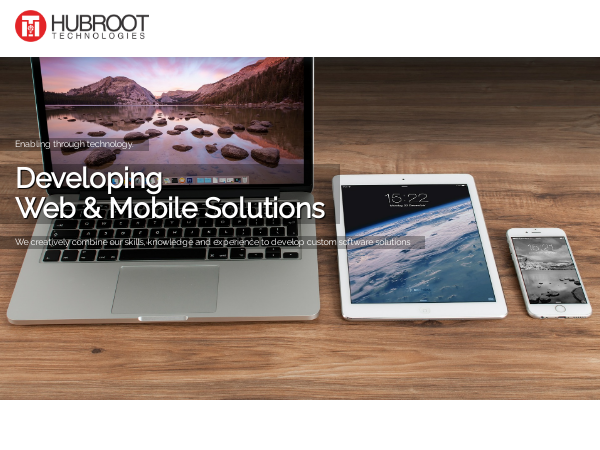 HUBROOT
TECHNOLOGIES
Enabling through technology.
Developing
Web & Mobile Solutions
We creatively combine our skills, knowledge and experience to develop custom software solutions
15:22